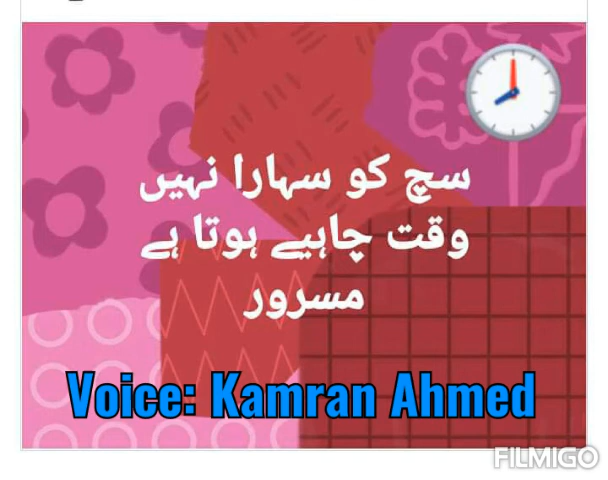 سچ کو سہارا نہیں
وقت چاہیے ہوتا ہے
مسرور
Voice: Kamran Ahmed
FILMIGO